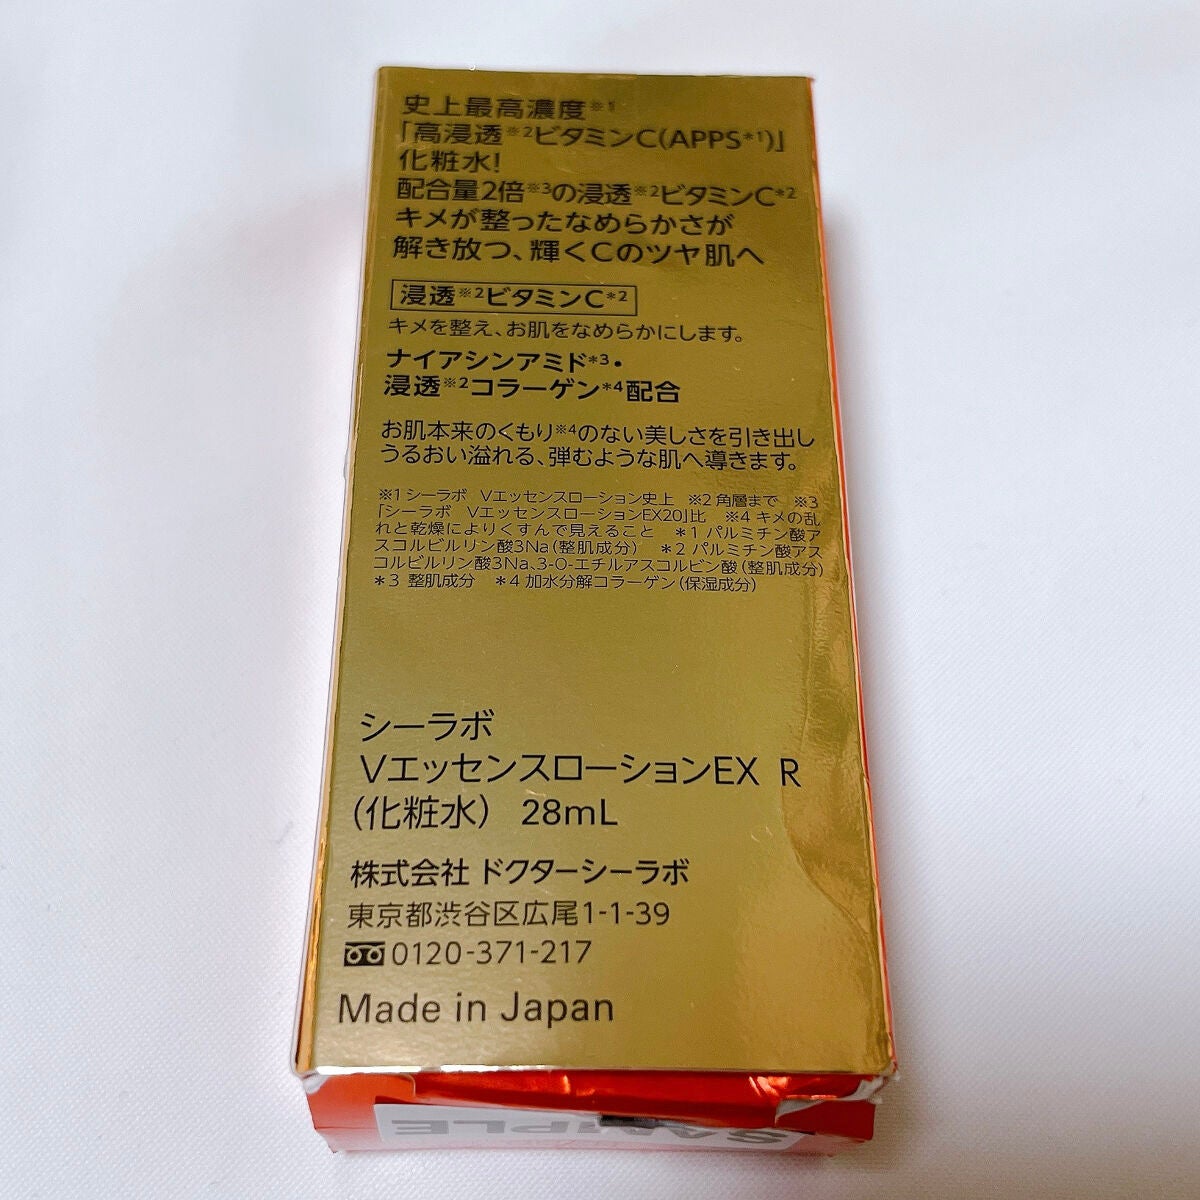 史上最高濃度※1
「高浸透※2ビタミンC(APPS*1)」
化粧水!
配合量2倍※3の浸透※2ビタミンC*2
キメが整ったなめらかさが
解き放つ、輝くCのツヤ肌へ
浸透※2ビタミンC*2
キメを整え、お肌をなめらかにします。
ナイアシンアミド*3・
浸透※2コラーゲン*4配合
お肌本来のくもり※4のない美しさを引き出し
うるおい溢れる、弾むような肌へ導きます。
※1 シーラボ Vエッセンスローション史上 ※2 角層まで ※3
「シーラボ VエッセンスローションEX20」比 ※4 キメの乱
れと乾燥によりくすんで見えること *1 パルミチン酸ア
スコルビルリン酸3Na(整肌成分) *2 パルミチン酸アス
コルビルリン酸3Na、3-O-エチルアスコルビン酸(整肌成分)
*3 整肌成分 *4 加水分解コラーゲン(保湿成分)
シーラボ
VエッセンスローションEX R
(化粧水) 28mL
株式会社 ドクターシーラボ
東京都渋谷区広尾1-1-39
0120-371-217
Made in Japan
SAMPLE